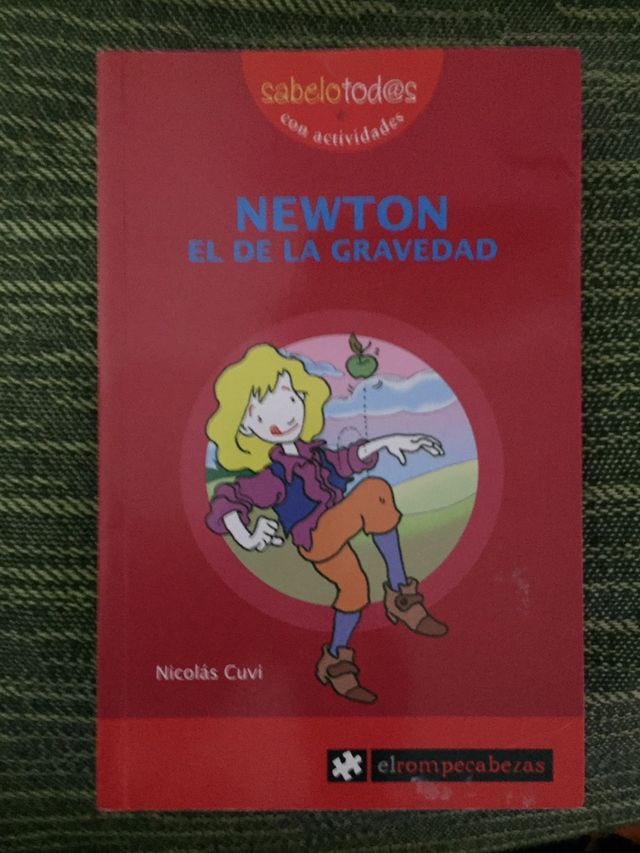 sabelotod@s
con actividades
NEWTON
EL DE LA GRAVEDAD
Nicolás Cuvi
elrompecabezas